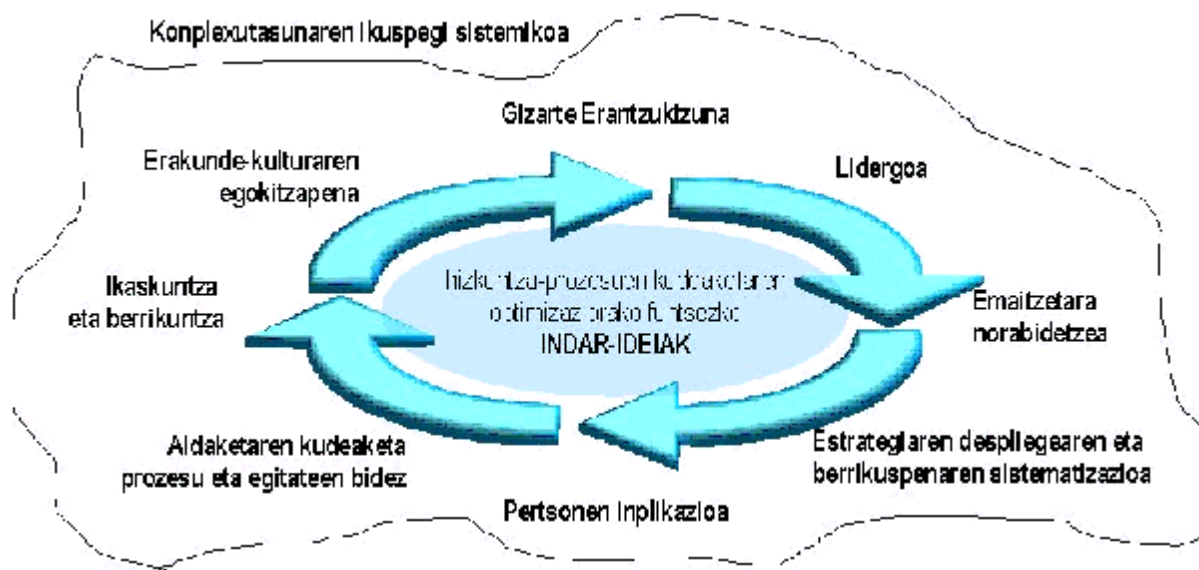 Konplexutasunaren ikuspegi sistemikoa
Gizarte Erantzukizuna
Erakunde-kulturaren
egokitzapena
Lidergoa
Ikaskuntza
eta berrikuntza
hizkuntza-prozesuen kudeaketaren
optimizaziorako funtsezko
INDAR-IDEIAK
Emaitzetara
norabidetzea
Aldaketaren kudeaketa
prozesu eta egitateen bidez
Estrategiaren despliegearen eta
berrikuspenaren sistematizazioa
Pertsonen inplikazioa